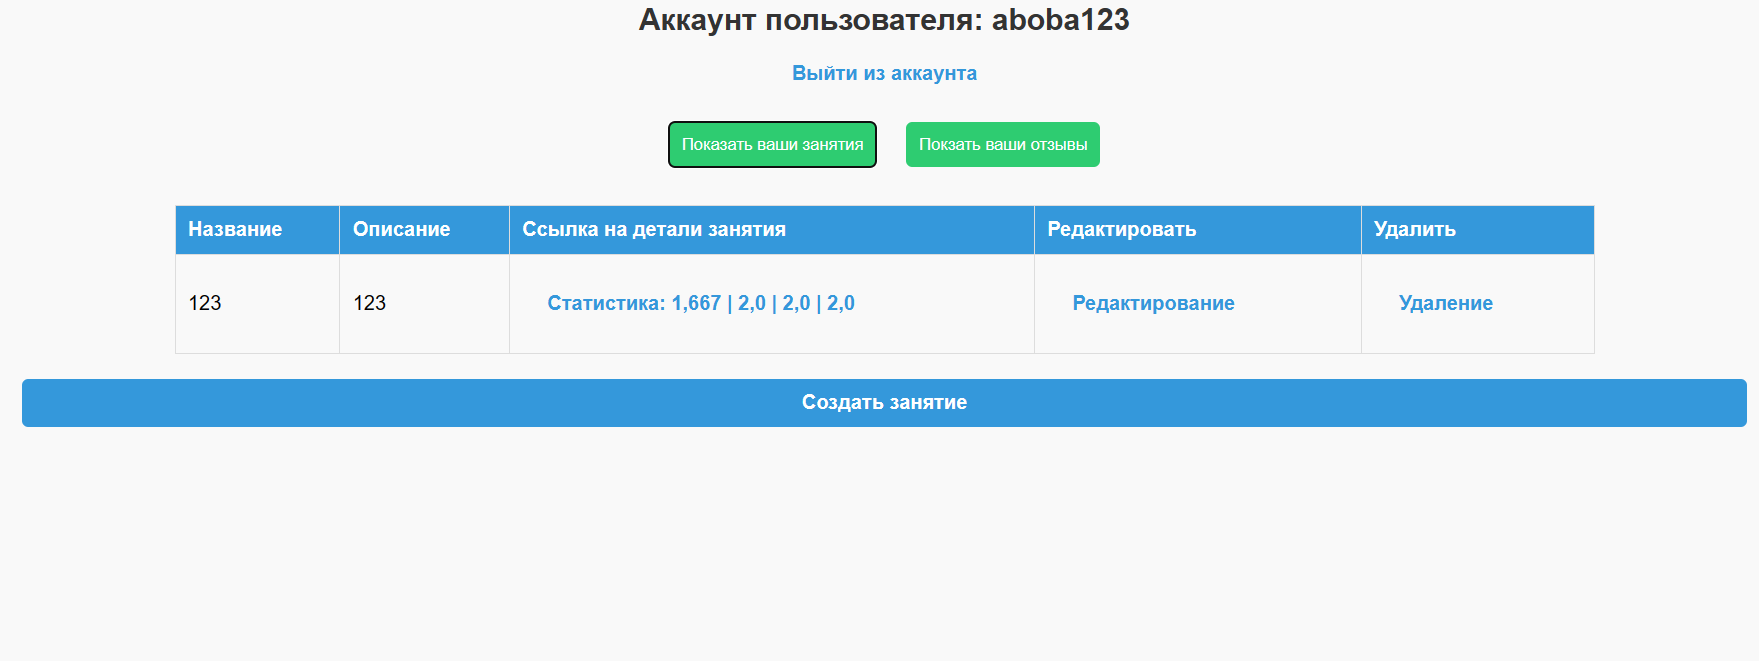 Аккаунт пользователя: aboba123
Выйти из аккаунта
Показать ваши занятия Покзать ваши отзывы
Название Описание Ссылка на детали занятия Редактировать Удалить
123 123 Статистика: 1,667 | 2,0 | 2,0 | 2,0 Редактирование Удаление
Создать занятие